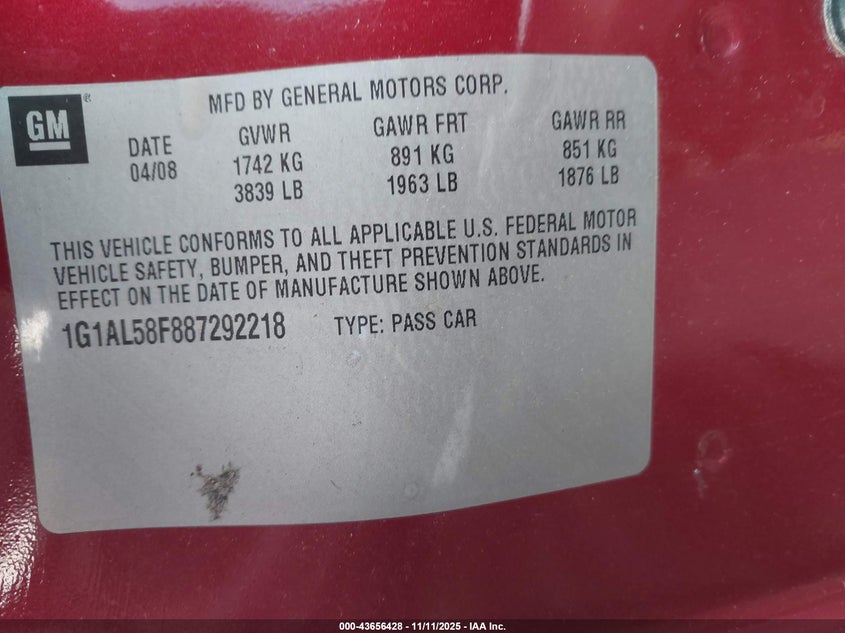 GM®
MFD BY GENERAL MOTORS CORP.
DATE GVWR GAWR FRT GAWR RR
04/08 1742 KG 891 KG 851 KG
3839 LB 1963 LB 1876 LB
THIS VEHICLE CONFORMS TO ALL APPLICABLE U.S. FEDERAL MOTOR
VEHICLE SAFETY, BUMPER, AND THEFT PREVENTION STANDARDS IN
EFFECT ON THE DATE OF MANUFACTURE SHOWN ABOVE.
1G1AL58F887292218 TYPE: PASS CAR
000-43656428 - 11/11/2025 - IAA Inc.